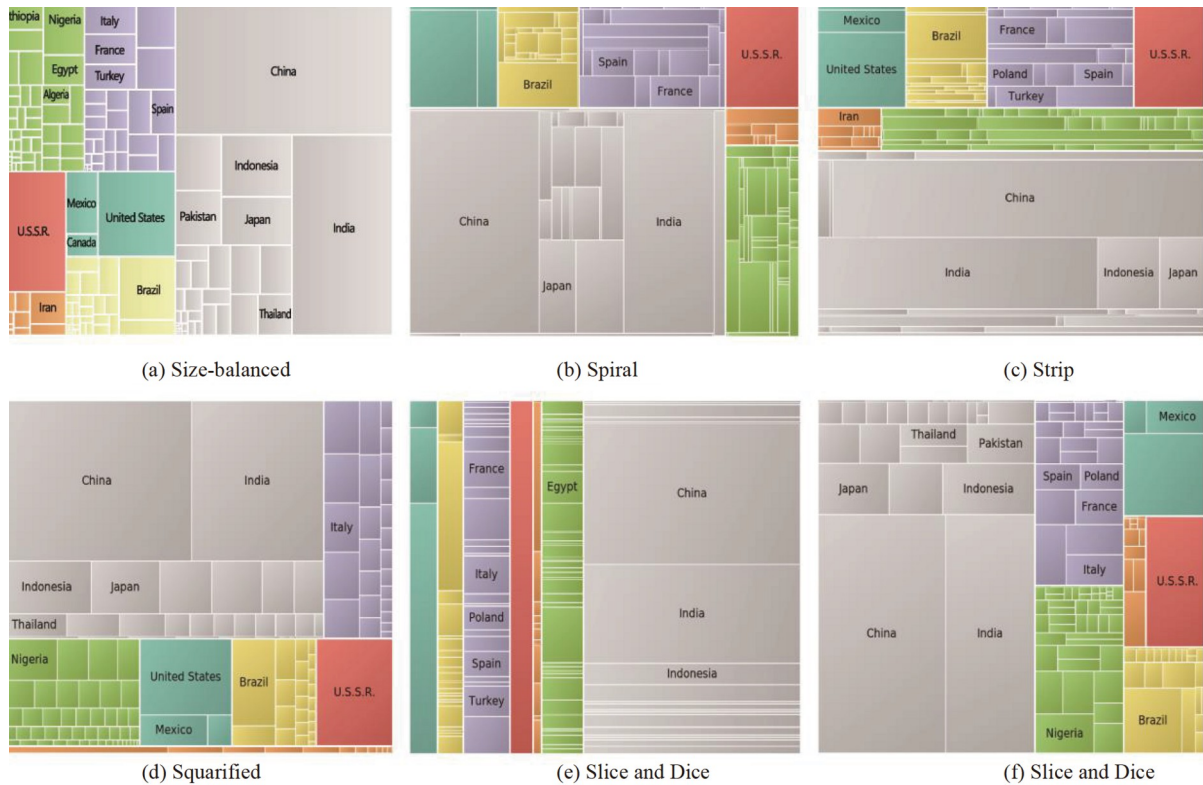 thiopia
Nigeria
Italy
France
Egypt
Turkey
Algeria
Spain
China
Indonesia
Pakistan
Japan
India
Thailand
U.S.S.R.
Mexico
United States
Canada
Iran
Brazil
(a) Size-balanced
Brazil
Spain
France
U.S.S.R.
China
India
Japan
(b) Spiral
Mexico
United States
Brazil
France
Poland
Spain
Turkey
U.S.S.R.
Iran
China
India
Indonesia
Japan
(c) Strip
China
India
Italy
Indonesia
Japan
Thailand
Nigeria
United States
Brazil
U.S.S.R.
Mexico
(d) Squarified
France
Egypt
China
Italy
Poland
India
Spain
Indonesia
Turkey
(e) Slice and Dice
Thailand
Pakistan
Mexico
Japan
Indonesia
Spain
Poland
France
U.S.S.R.
Italy
China
India
Nigeria
Brazil
(f) Slice and Dice